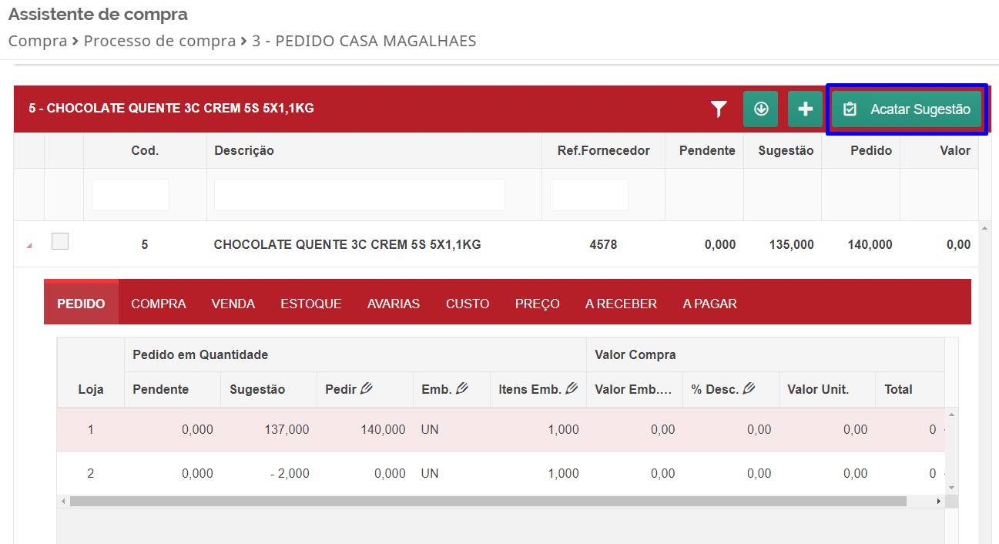 Assistente de compra
Compra > Processo de compra > 3 - PEDIDO CASA MAGALHAES
5 - CHOCOLATE QUENTE 3C CREM 5S 5X1,1KG Acatar Sugestão
Cod. Descrição Ref.Fornecedor Pendente Sugestão Pedido Valor
5 CHOCOLATE QUENTE 3C CREM 5S 5X1,1KG 4578 0,000 135,000 140,000 0,00
PEDIDO COMPRA VENDA ESTOQUE AVARIAS CUSTO PREÇO A RECEBER A PAGAR
Pedido em Quantidade Valor Compra
Loja Pendente Sugestão Pedir Emb. Itens Emb. Valor Emb.... % Desc. Valor Unit. Total
1 0,000 137,000 140,000 UN 1,000 0,00 0,00 0,00 0
2 0,000 - 2,000 0,000 UN 1,000 0,00 0,00 0,00 0